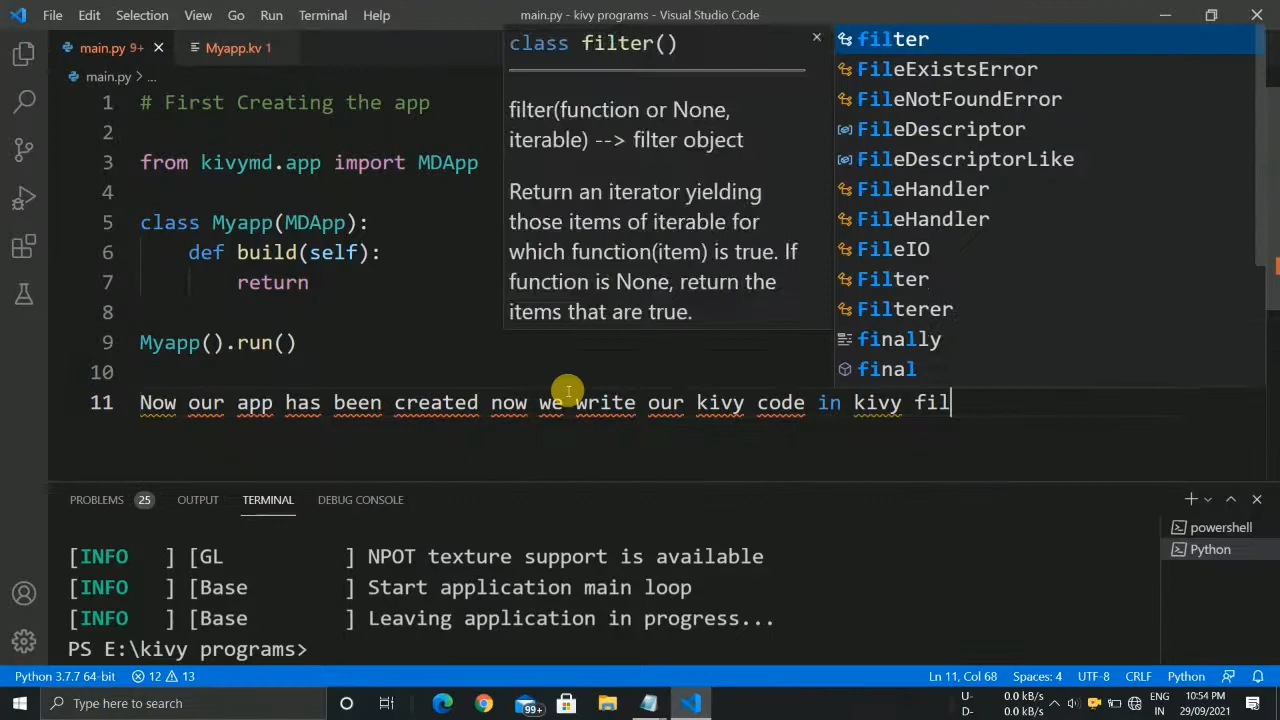 File Edit Selection View Go Run Terminal Help main.py - kivy programs - Visual Studio Code
main.py 9+ Myapp.kv 1
main.py > ...
1 # First Creating the app
2
3 from kivymd.app import MDApp
4
5 class Myapp(MDApp):
6 def build(self):
7 return
8
9 Myapp().run()
10
11 Now our app has been created now we write our kivy code in kivy fil
class filter()
filter(function or None,
iterable) --> filter object
Return an iterator yielding
those items of iterable for
which function(item) is true. If
function is None, return the
items that are true.
filter
FileExistsError
FileNotFoundError
FileDescriptor
FileDescriptorLike
FileHandler
FileHandler
FileIO
Filter
Filterer
finally
final
PROBLEMS 25 OUTPUT TERMINAL DEBUG CONSOLE
[INFO ] [GL ] NPOT texture support is available
[INFO ] [Base ] Start application main loop
[INFO ] [Base ] Leaving application in progress...
PS E:\kivy programs>
powershell
Python
Python 3.7.7 64-bit 12 13 Ln 11, Col 68 Spaces: 4 UTF-8 CRLF Python
Type here to search 99+ U- 0.0 kB/s ENG 10:54 PM
D- 0.0 kB/s IN 29/09/2021